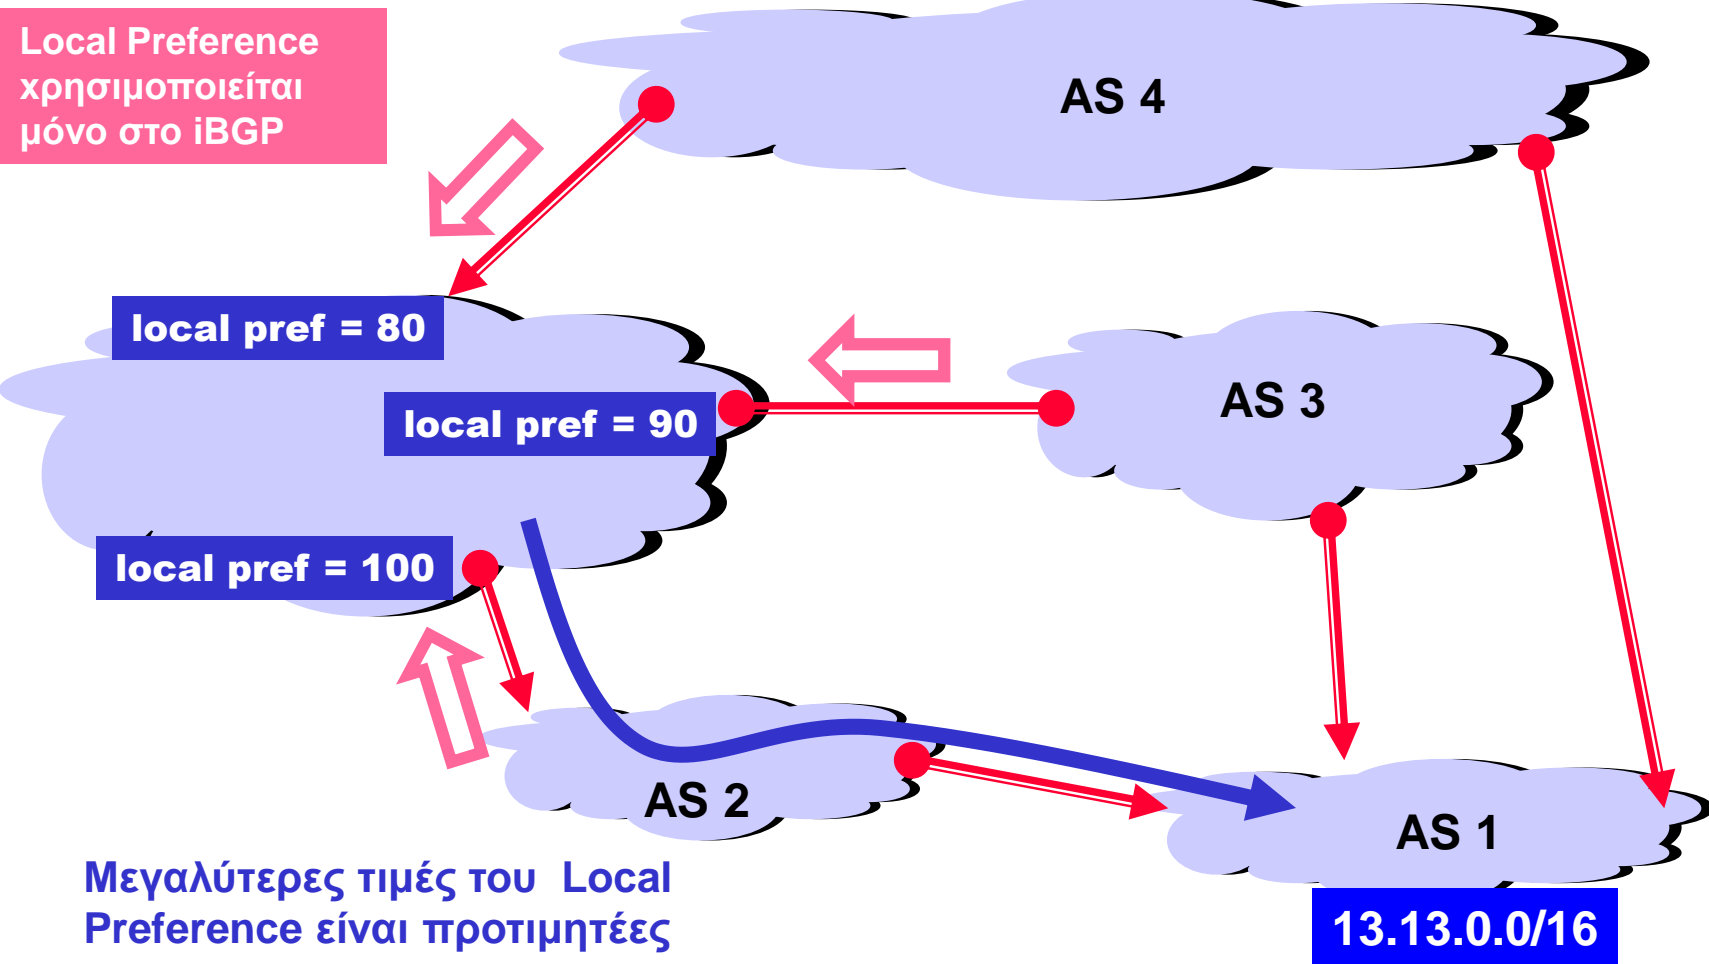 Local Preference
χρησιμοποιείται
μόνο στο iBGP
AS 4
local pref = 80
local pref = 90
AS 3
local pref = 100
AS 2
AS 1
Μεγαλύτερες τιμές του Local
Preference είναι προτιμητέες
13.13.0.0/16